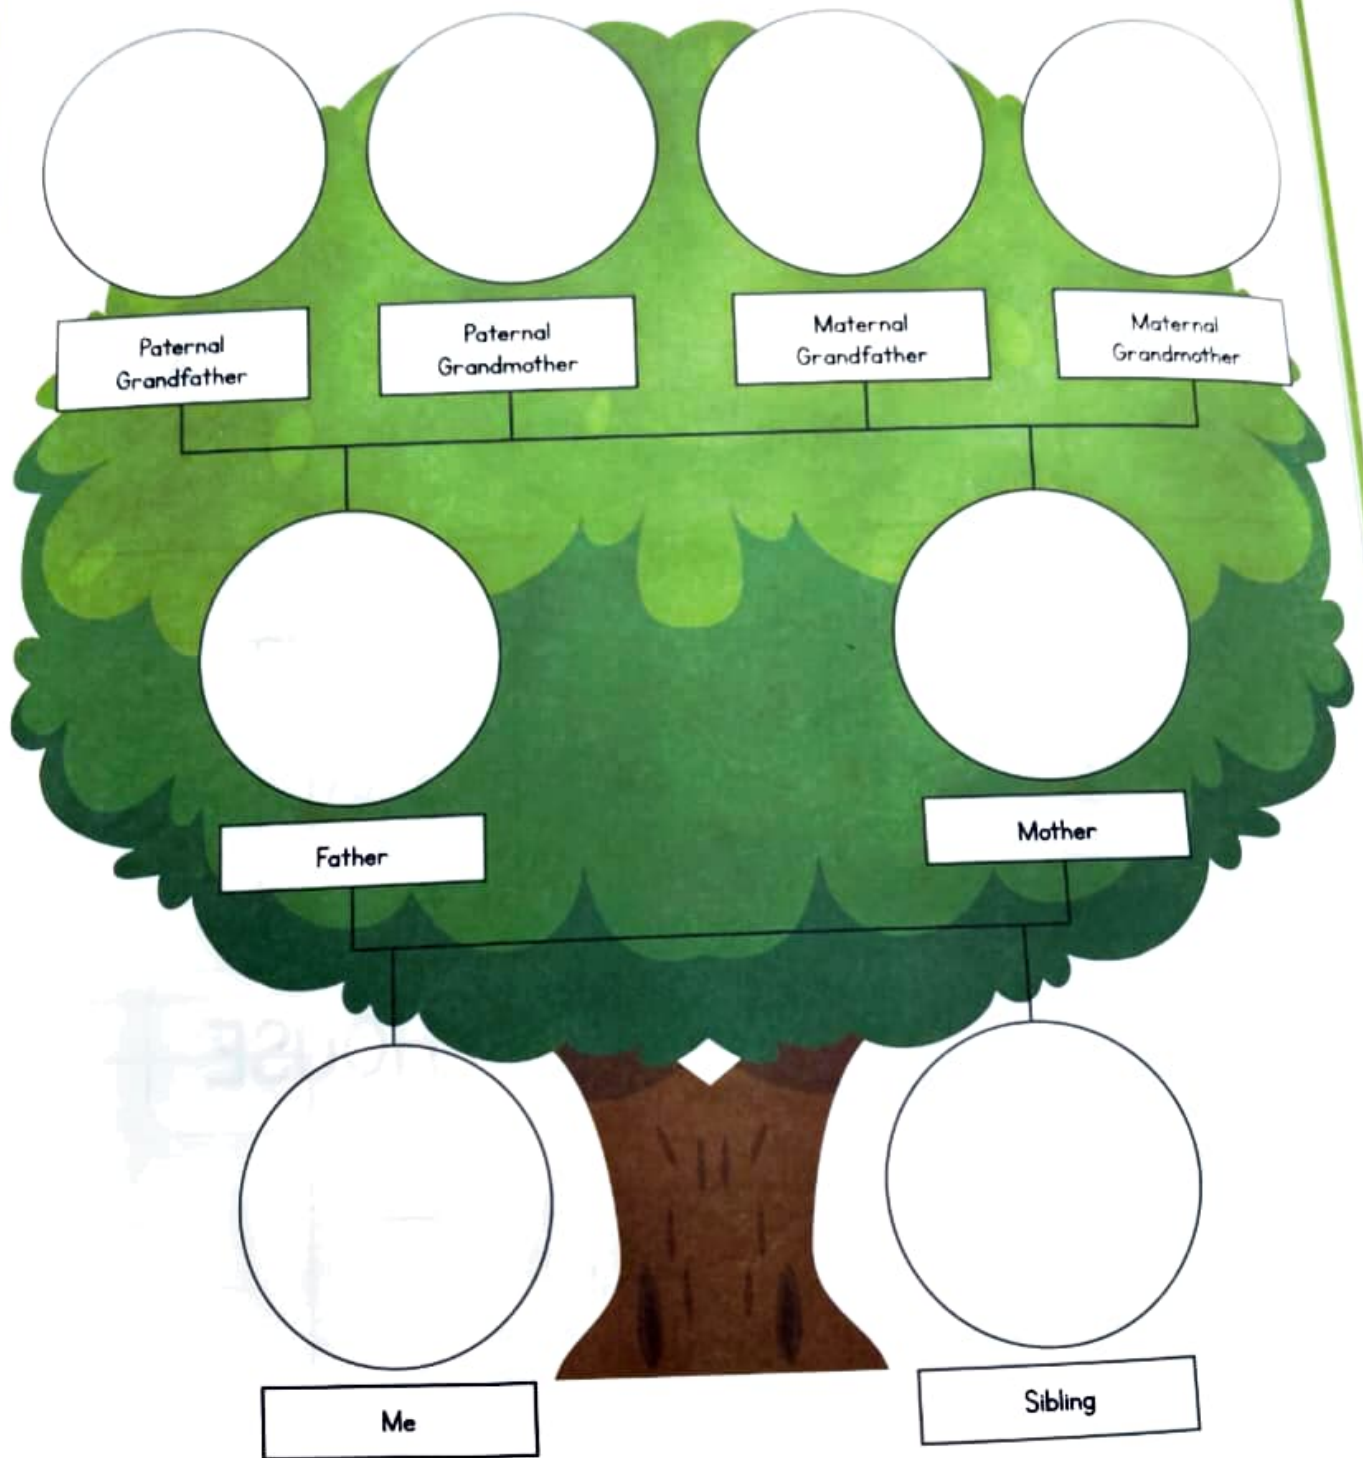 Paternal
Grandfather
Paternal
Grandmother
Maternal
Grandfather
Maternal
Grandmother
Father
Mother
Me
Sibling